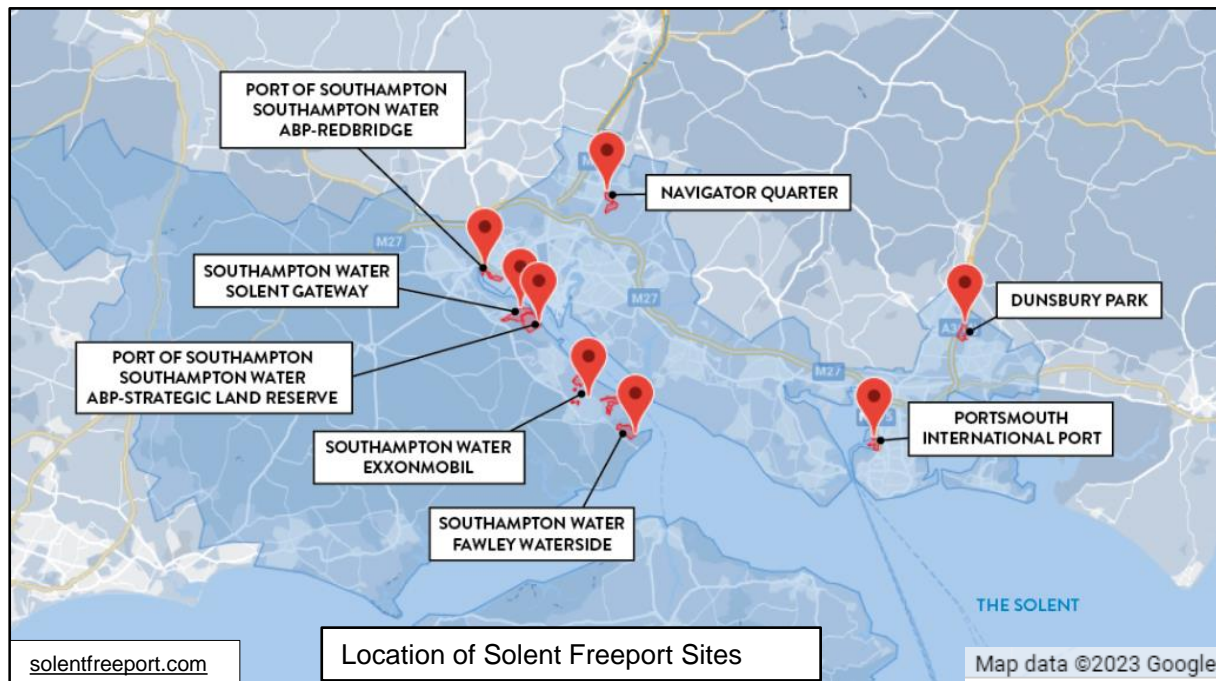 PORT OF SOUTHAMPTON
SOUTHAMPTON WATER
ABP-REDBRIDGE
NAVIGATOR QUARTER
M27
SOUTHAMPTON WATER
SOLENT GATEWAY
M27
DUNSBURY PARK
PORT OF SOUTHAMPTON
SOUTHAMPTON WATER
ABP-STRATEGIC LAND RESERVE
M27
PORTSMOUTH
INTERNATIONAL PORT
SOUTHAMPTON WATER
EXXONMOBIL
SOUTHAMPTON WATER
FAWLEY WATERSIDE
THE SOLENT
solentfreeport.com
Location of Solent Freeport Sites
Map data ©2023 Google